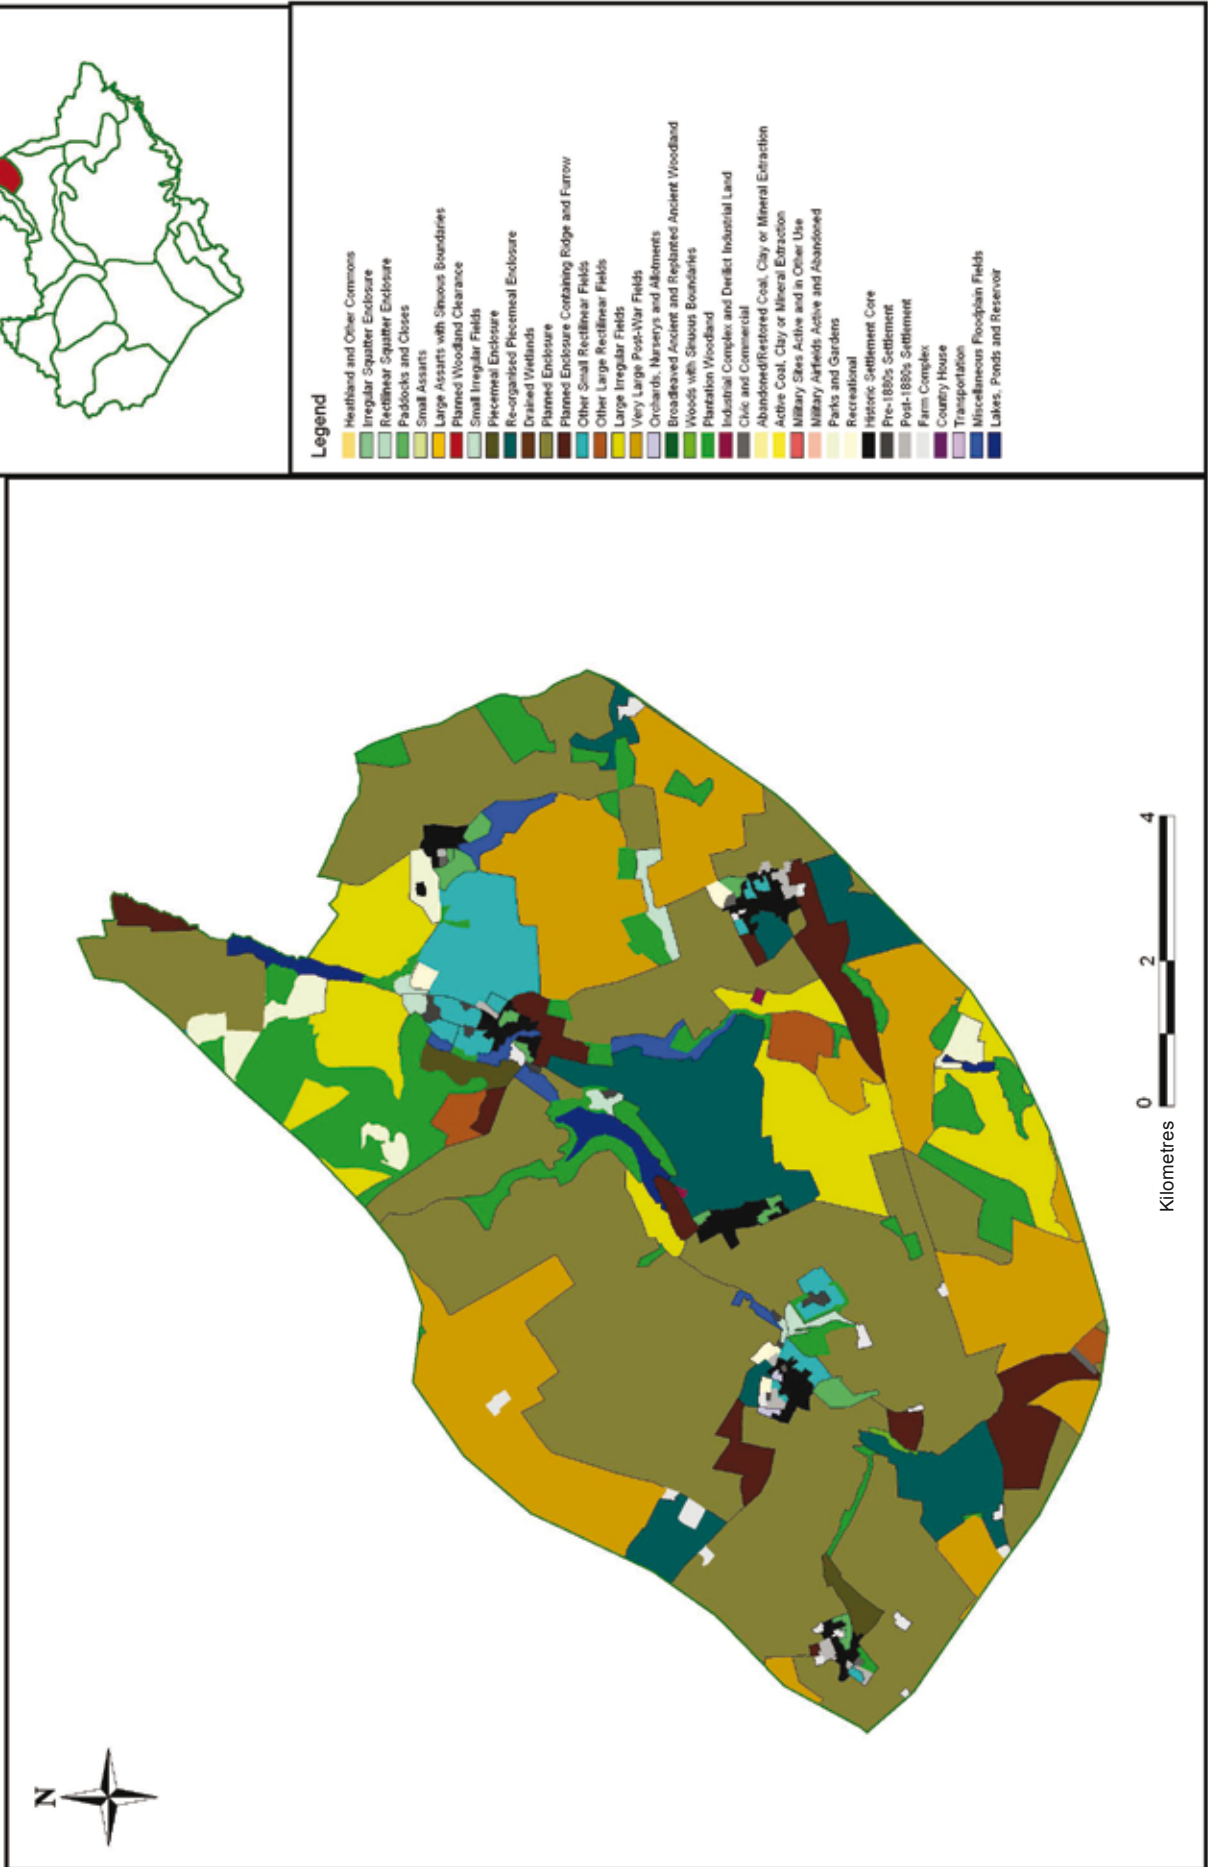 Legend
Heathland and Other Commons
Irregular Squatter Enclosure
Rectilinear Squatter Enclosure
Paddocks and Closes
Small Assarts
Large Assarts with Sinuous Boundaries
Planned Woodland Clearance
Small Irregular Fields
Piecemeal Enclosure
Re-organised Piecemeal Enclosure
Drained Wetlands
Planned Enclosure
Planned Enclosure Containing Ridge and Furrow
Other Small Rectilinear Fields
Other Large Rectilinear Fields
Large Irregular Fields
Very Large Post-War Fields
Orchards, Nurserys and Allotments
Broadleaved Ancient and Replanted Ancient Woodland
Woods with Sinuous Boundaries
Plantation Woodland
Industrial Complex and Derilict Industrial Land
Civic and Commercial
Abandoned/Restored Coal, Clay or Mineral Extraction
Active Coal, Clay or Mineral Extraction
Military Sites Active and in Other Use
Military Airfields Active and Abandoned
Parks and Gardens
Recreational
Historic Settlement Core
Pre-1880s Settlement
Post-1880s Settlement
Farm Complex
Country House
Transportation
Miscellaneous Floodplain Fields
Lakes, Ponds and Reservoir
N
0 2 4
Kilometres